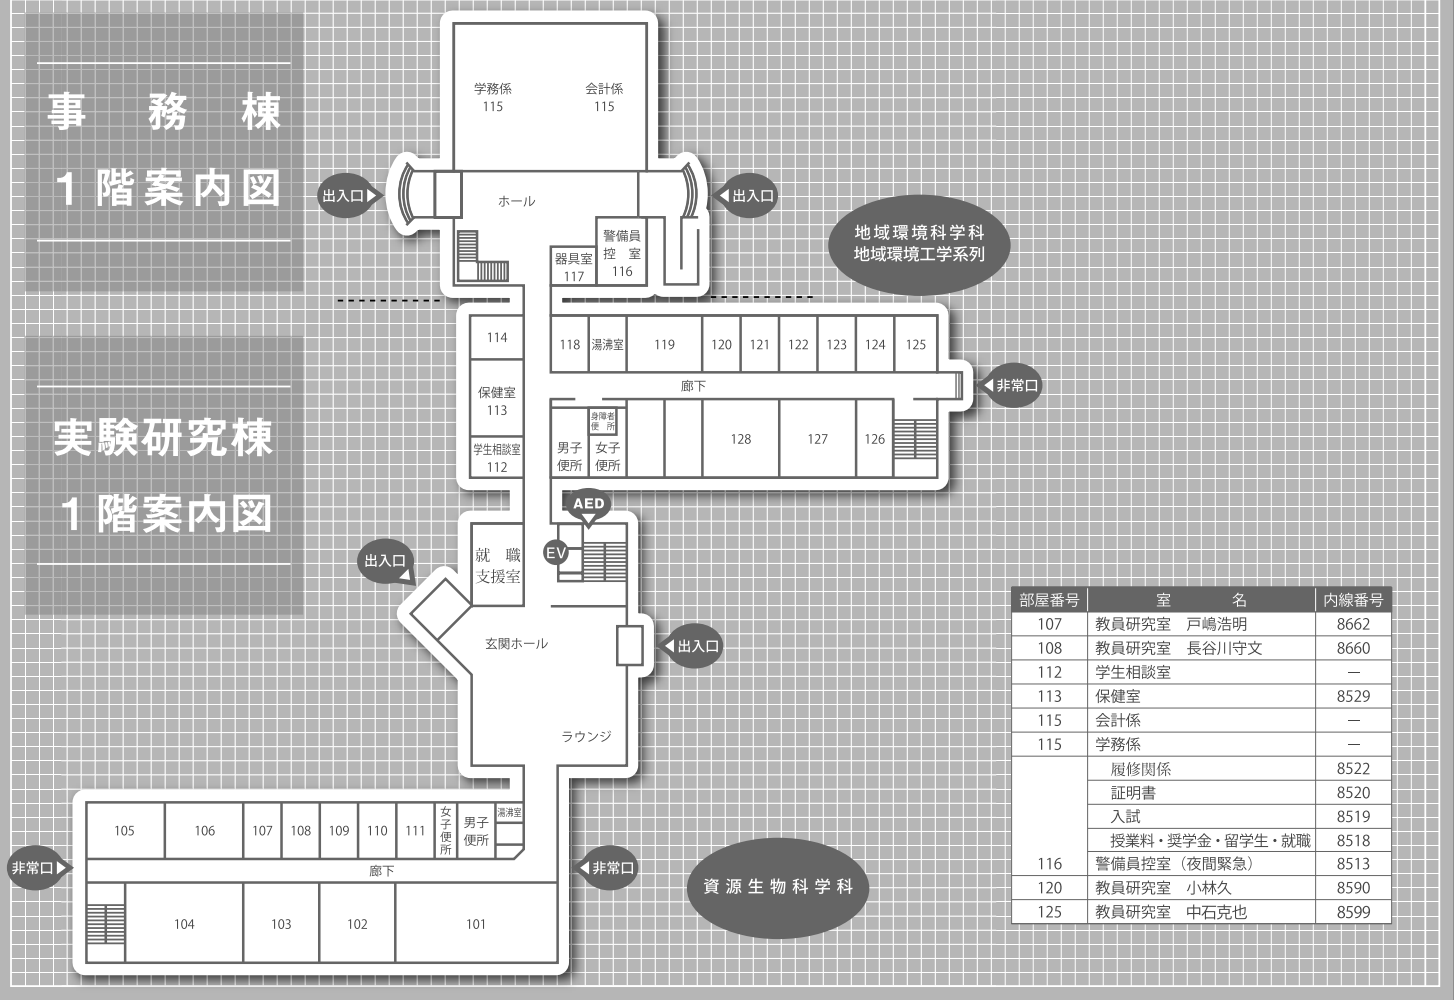 事　務　棟
1階案内図
実験研究棟
1階案内図
学務係
115
会計係
115
出入口
ホール
出入口
警備員
控　室
116
器具室
117
地域環境科学科
地域環境工学系列
114
118
湯沸室
119
120
121
122
123
124
125
保健室
113
廊下
非常口
学生相談室
112
男子
便所
身障者
便　所
女子
便所
128
127
126
AED
EV
就　職
支援室
出入口
玄関ホール
出入口
ラウンジ
105
106
107
108
109
110
111
女子便所
男子
便所
湯沸室
非常口
廊下
非常口
104
103
102
101
資源生物科学科
部屋番号　室　名　内線番号
107　教員研究室　戸嶋浩明　8662
108　教員研究室　長谷川守文　8660
112　学生相談室　―
113　保健室　8529
115　会計係　―
115　学務係　―
履修関係　8522
証明書　8520
入試　8519
授業料・奨学金・留学生・就職　8518
116　警備員控室（夜間緊急）　8513
120　教員研究室　小林久　8590
125　教員研究室　中石克也　8599